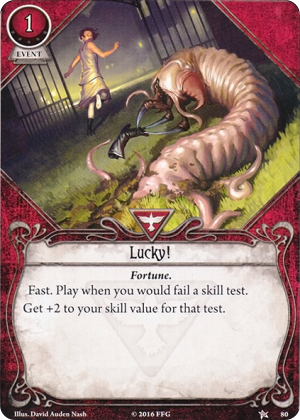 1
EVENT
Lucky!
Fortune.
Fast. Play when you would fail a skill test.
Get +2 to your skill value for that test.
Illus. David Auden Nash
© 2016 FFG
80